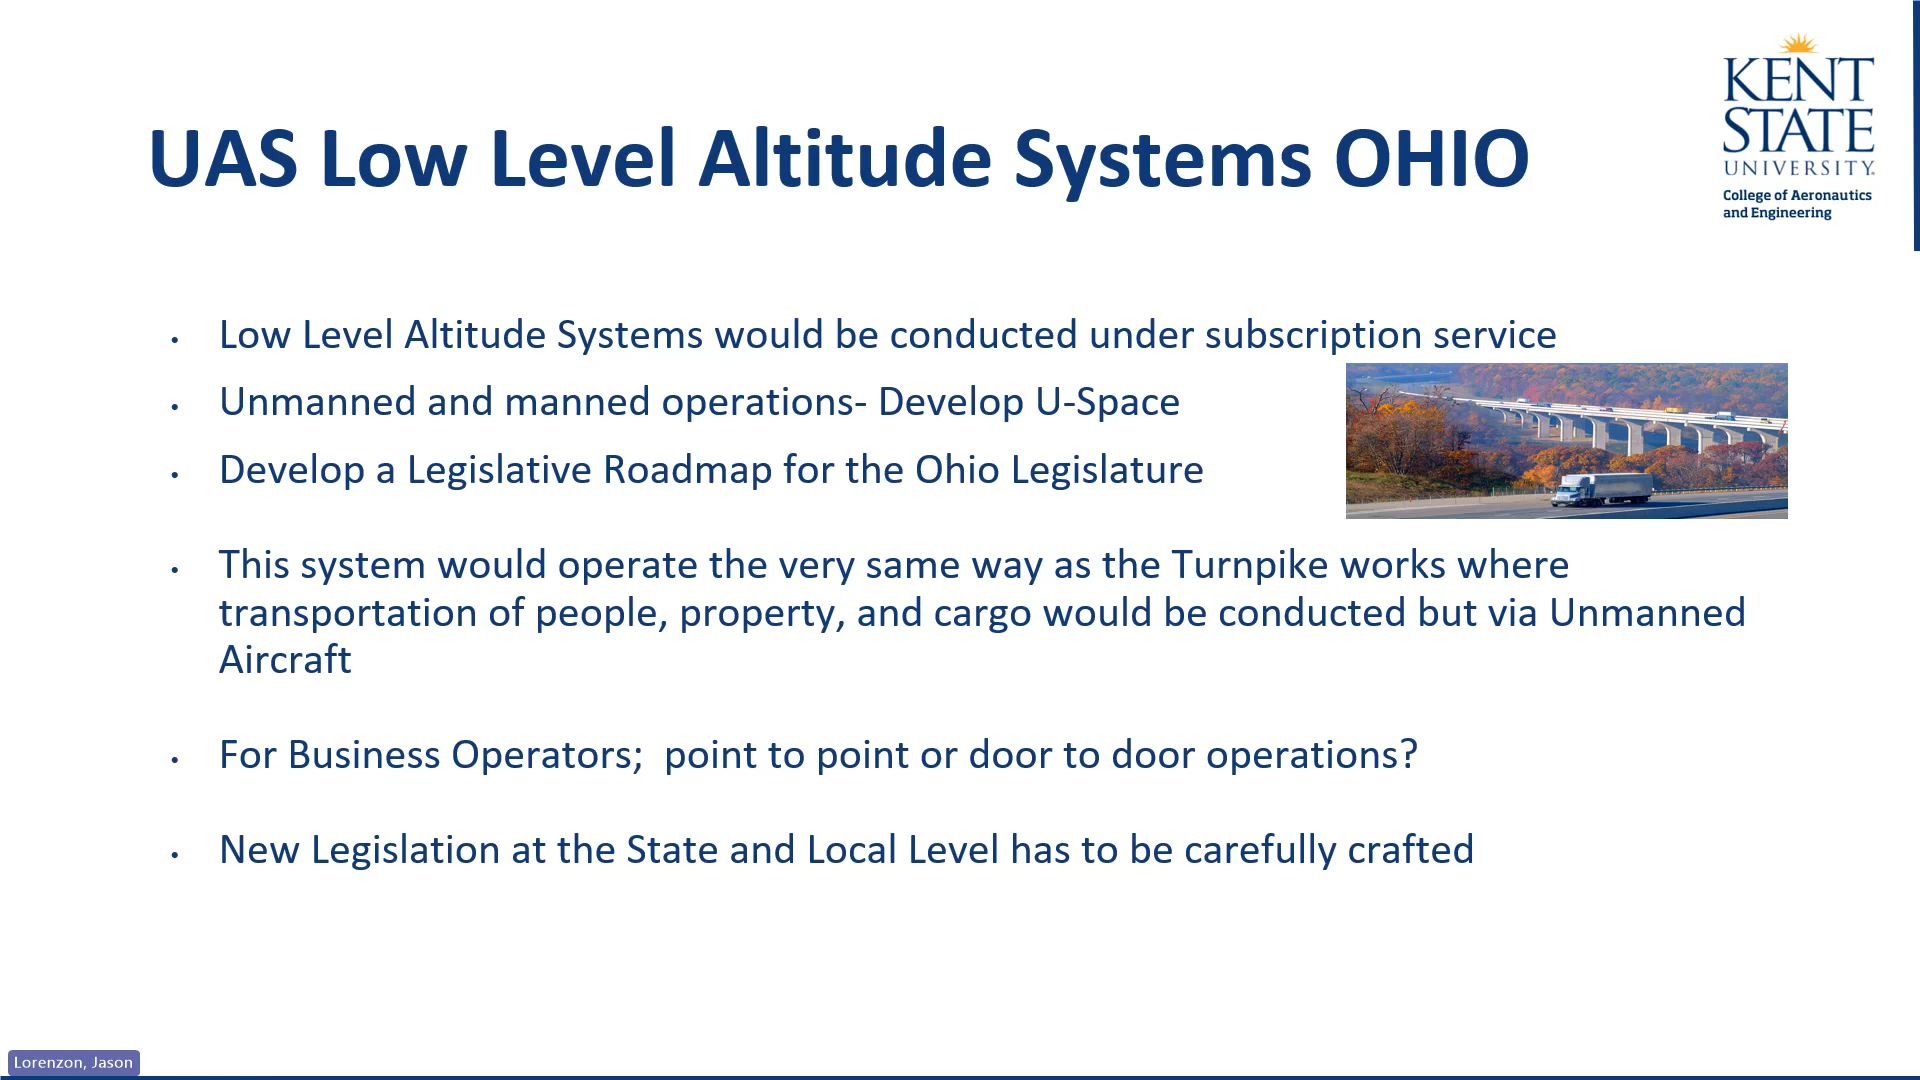 KENT
STATE
UNIVERSITY.
College of Aeronautics
and Engineering
UAS Low Level Altitude Systems OHIO
• Low Level Altitude Systems would be conducted under subscription service
• Unmanned and manned operations- Develop U-Space
• Develop a Legislative Roadmap for the Ohio Legislature
• This system would operate the very same way as the Turnpike works where
transportation of people, property, and cargo would be conducted but via Unmanned
Aircraft
• For Business Operators;  point to point or door to door operations?
• New Legislation at the State and Local Level has to be carefully crafted
Lorenzon, Jason